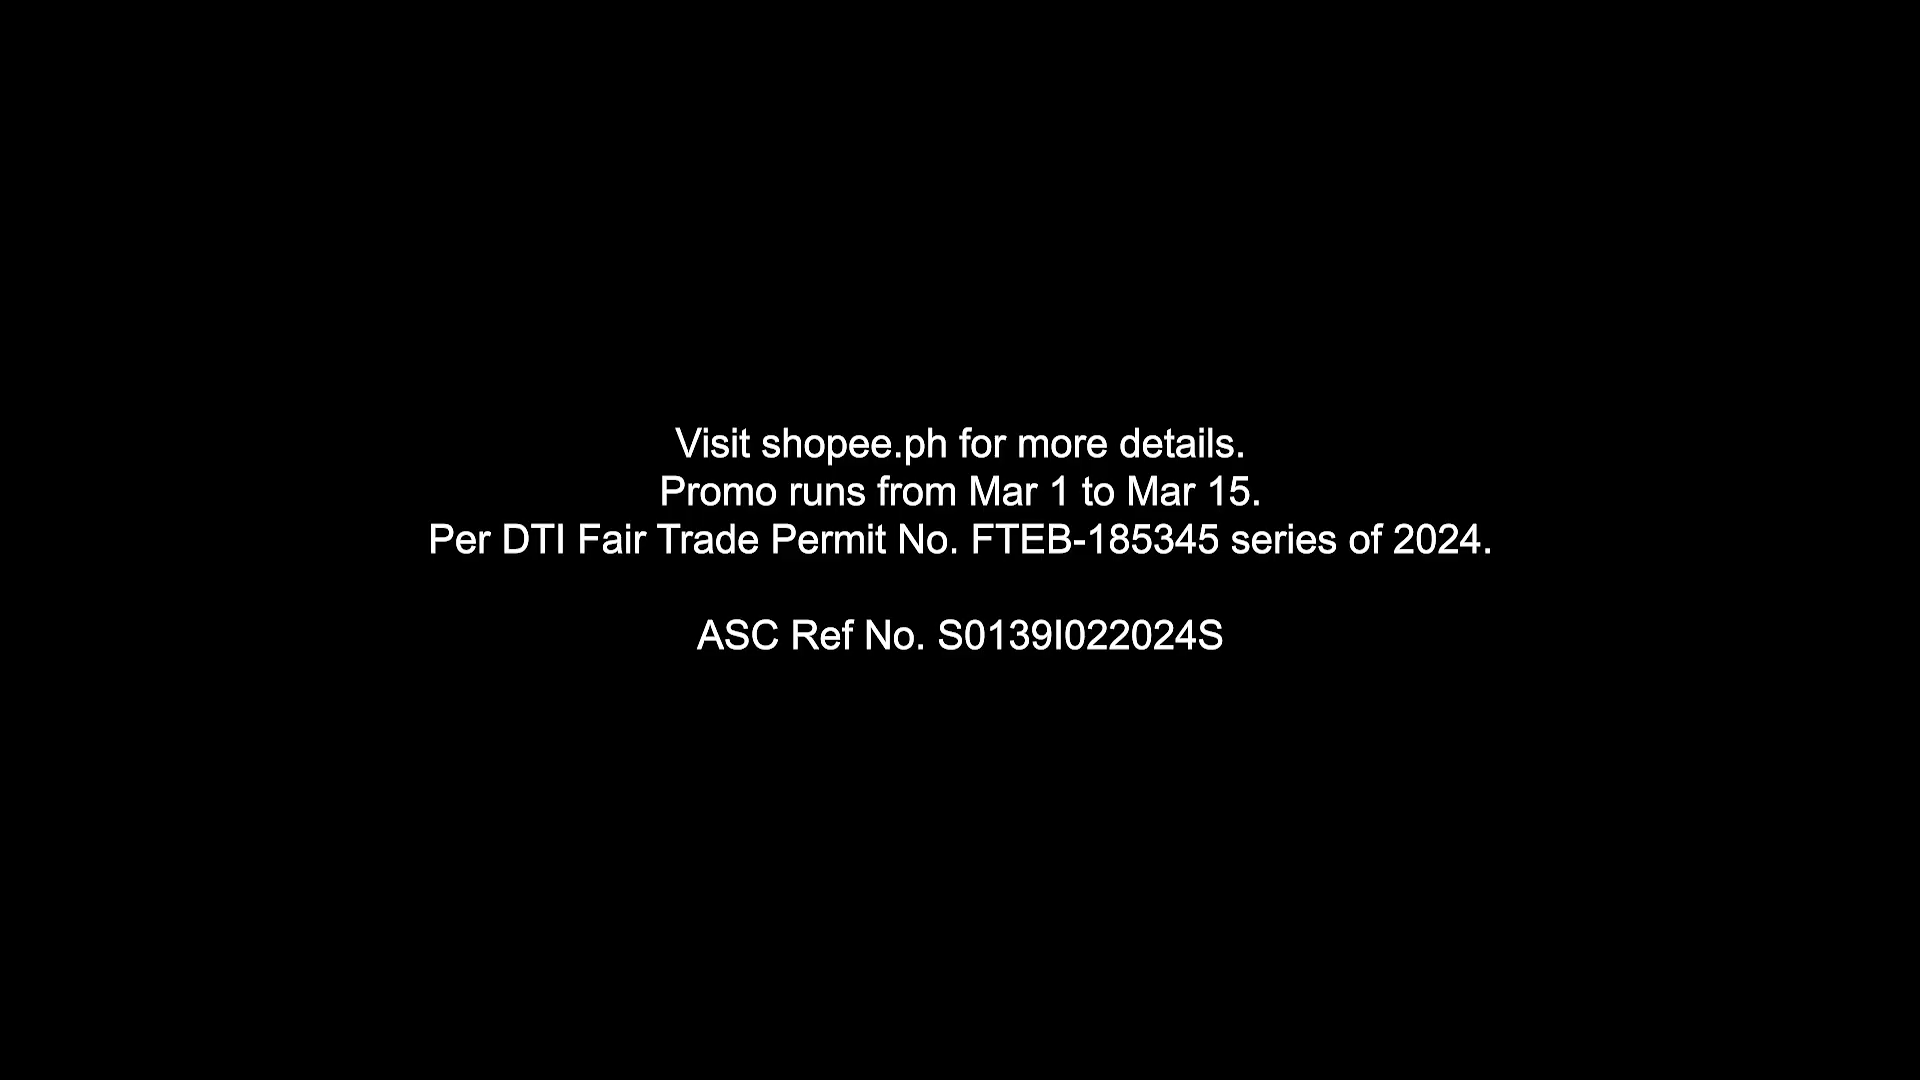 Visit shopee.ph for more details.
Promo runs from Mar 1 to Mar 15.
Per DTI Fair Trade Permit No. FTEB-185345 series of 2024.
ASC Ref No. S0139I022024S